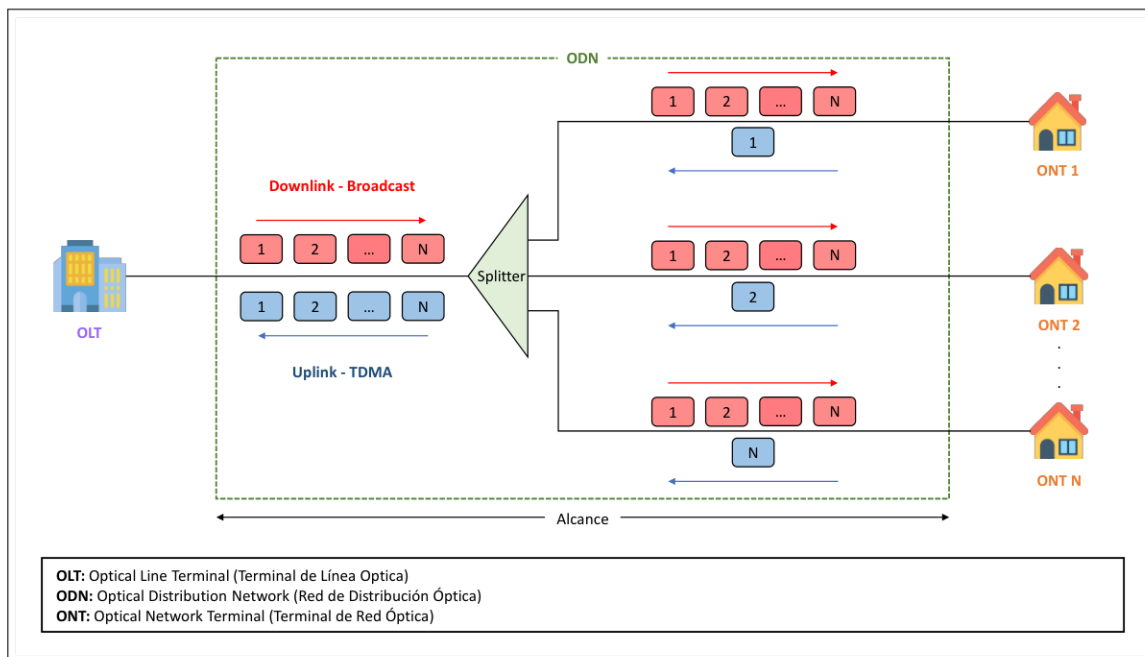 ODN
1 2 ... N
1
ONT 1
Downlink - Broadcast
1 2 ... N
1 2 ... N
Splitter
2
OLT
1 2 ... N
ONT 2
Uplink - TDMA
.
.
.
1 2 ... N
N
ONT N
Alcance
OLT: Optical Line Terminal (Terminal de Línea Optica)
ODN: Optical Distribution Network (Red de Distribución Óptica)
ONT: Optical Network Terminal (Terminal de Red Óptica)